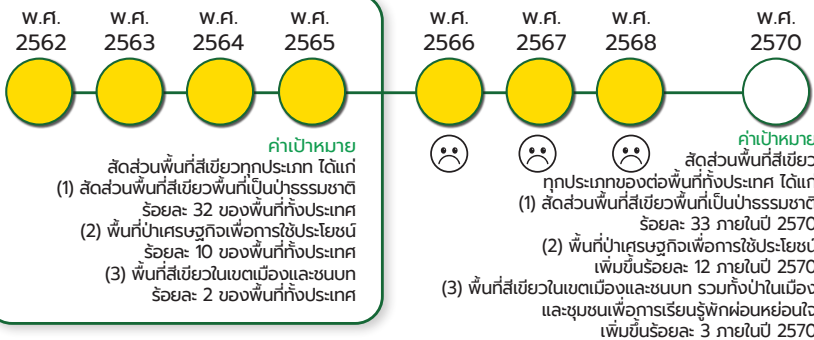 พ.ศ. 2562
พ.ศ. 2563
พ.ศ. 2564
พ.ศ. 2565
พ.ศ. 2566
พ.ศ. 2567
พ.ศ. 2568
พ.ศ. 2570
ค่าเป้าหมาย
สัดส่วนพื้นที่สีเขียวทุกประเภท ได้แก่
(1) สัดส่วนพื้นที่สีเขียวพื้นที่เป็นป่าธรรมชาติ
ร้อยละ 32 ของพื้นที่ทั้งประเทศ
(2) พื้นที่ป่าเศรษฐกิจเพื่อการใช้ประโยชน์
ร้อยละ 10 ของพื้นที่ทั้งประเทศ
(3) พื้นที่สีเขียวในเขตเมืองและชนบท
ร้อยละ 2 ของพื้นที่ทั้งประเทศ
ค่าเป้าหมาย
สัดส่วนพื้นที่สีเขียว
ทุกประเภทของต่อพื้นที่ทั้งประเทศ ได้แก่
(1) สัดส่วนพื้นที่สีเขียวพื้นที่เป็นป่าธรรมชาติ
ร้อยละ 33 ภายในปี 2570
(2) พื้นที่ป่าเศรษฐกิจเพื่อการใช้ประโยชน์
เพิ่มขึ้นร้อยละ 12 ภายในปี 2570
(3) พื้นที่สีเขียวในเขตเมืองและชนบท รวมทั้งป่าในเมือง
และชุมชนเพื่อการเรียนรู้พักผ่อนหย่อนใจ
เพิ่มขึ้นร้อยละ 3 ภายในปี 2570